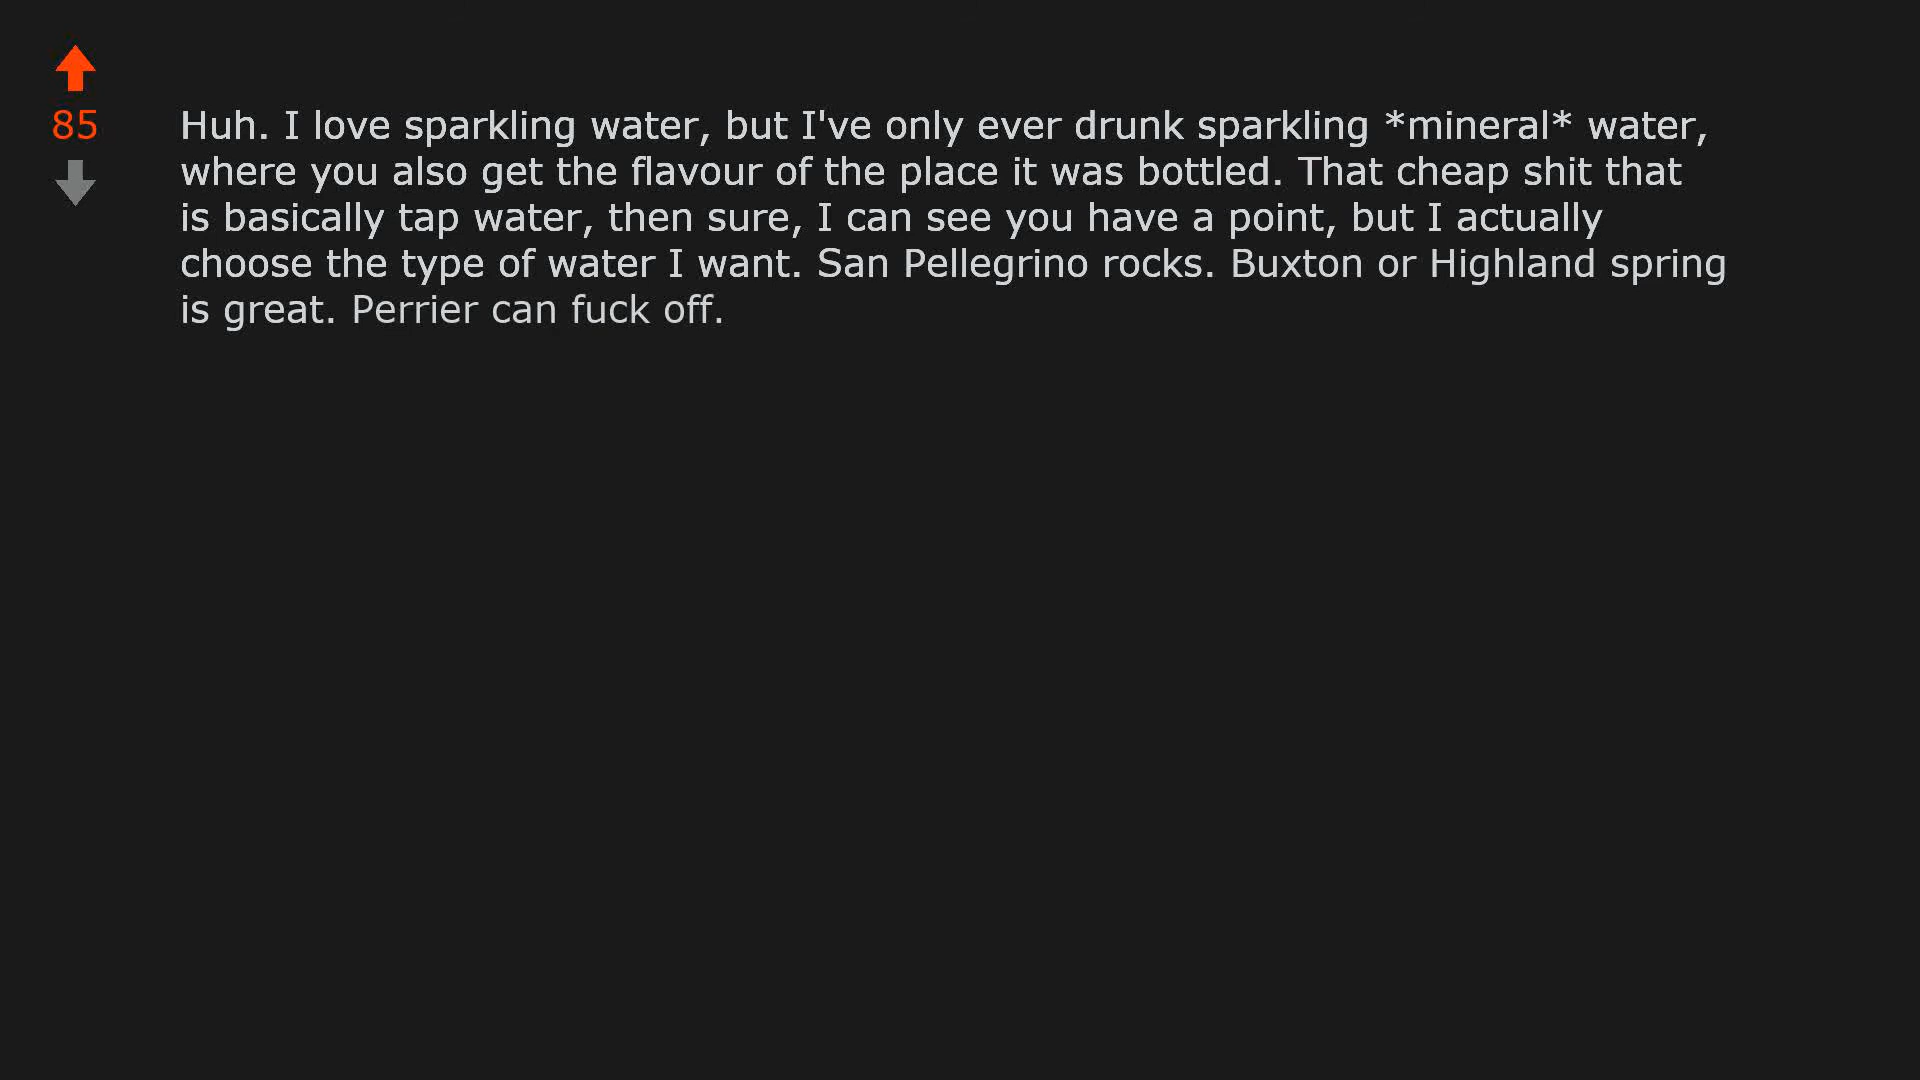 85
Huh. I love sparkling water, but I've only ever drunk sparkling *mineral* water,
where you also get the flavour of the place it was bottled. That cheap shit that
is basically tap water, then sure, I can see you have a point, but I actually
choose the type of water I want. San Pellegrino rocks. Buxton or Highland spring
is great. Perrier can fuck off.